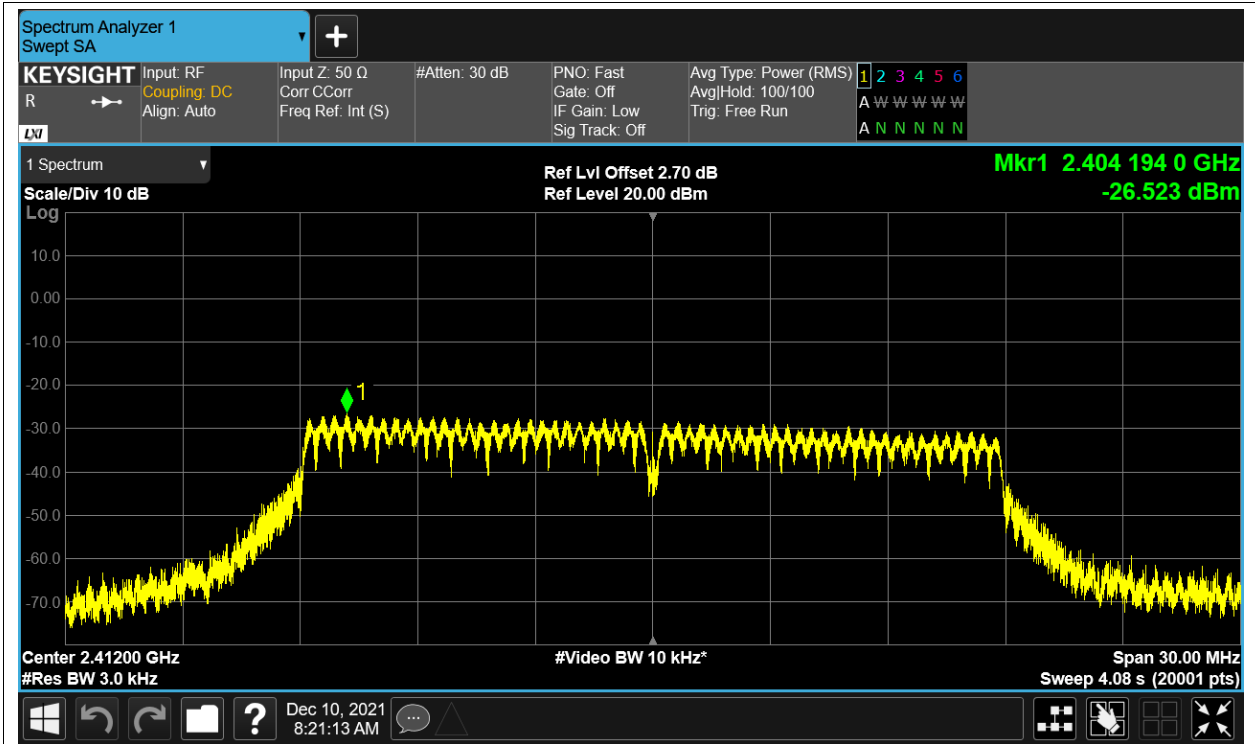 Spectrum Analyzer 1
Swept SA
KEYSIGHT
R
LXI
Input: RF
Coupling: DC
Align: Auto
Input Z: 50 Ω
Corr CCorr
Freq Ref: Int (S)
#Atten: 30 dB
PNO: Fast
Gate: Off
IF Gain: Low
Sig Track: Off
Avg Type: Power (RMS)
Avg|Hold: 100/100
Trig: Free Run
1 2 3 4 5 6
A W W W W W
A N N N N N
1 Spectrum
Scale/Div 10 dB
Log
Ref Lvl Offset 2.70 dB
Ref Level 20.00 dBm
Mkr1 2.404 194 0 GHz
-26.523 dBm
10.0
0.00
-10.0
-20.0
-30.0
-40.0
-50.0
-60.0
-70.0
1
Center 2.41200 GHz
#Res BW 3.0 kHz
#Video BW 10 kHz*
Span 30.00 MHz
Sweep 4.08 s (20001 pts)
?
Dec 10, 2021
8:21:13 AM